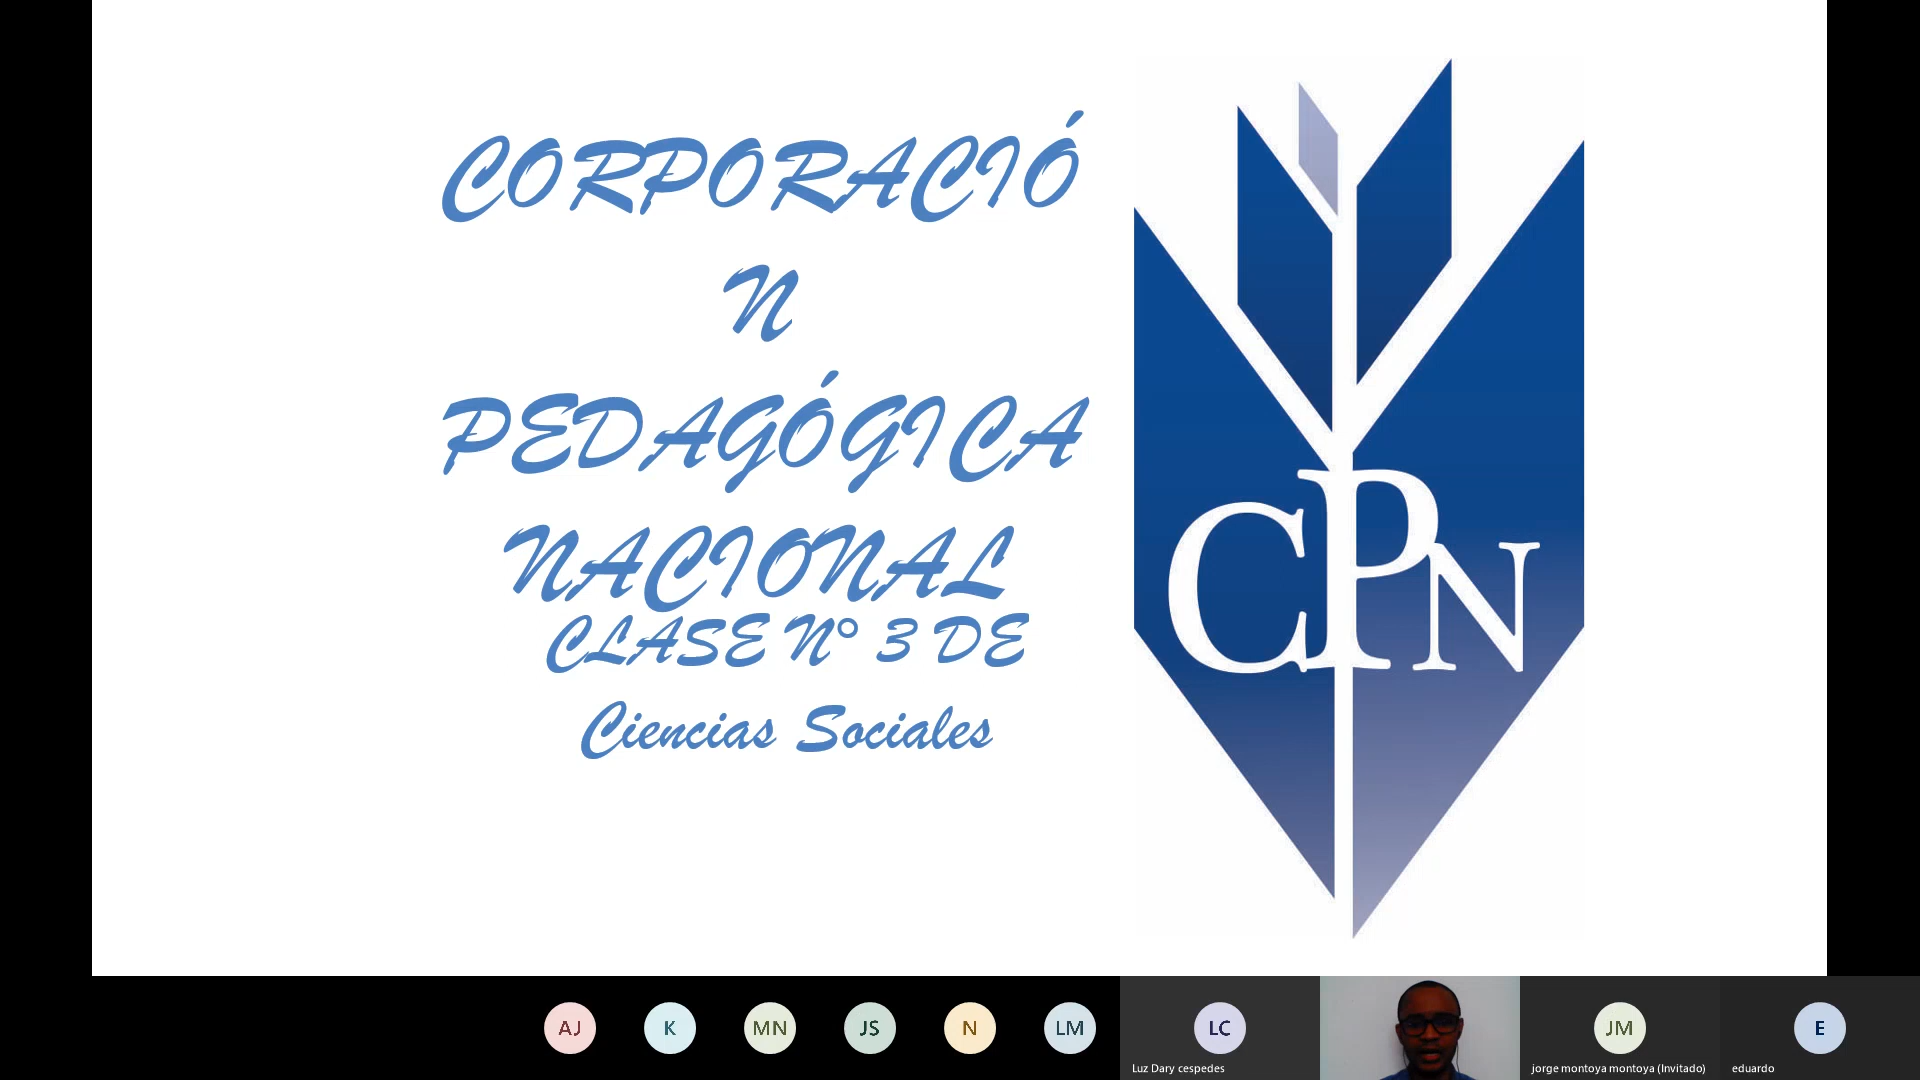 CORPORACIÓ
N
PEDAGÓGICA
NACIONAL
CLASE N° 3 DE
Ciencias Sociales
CPN
AJ
K
MN
JS
N
LM
LC
JM
E
Luz Dary cespedes
jorge montoya montoya (Invitado)
eduardo